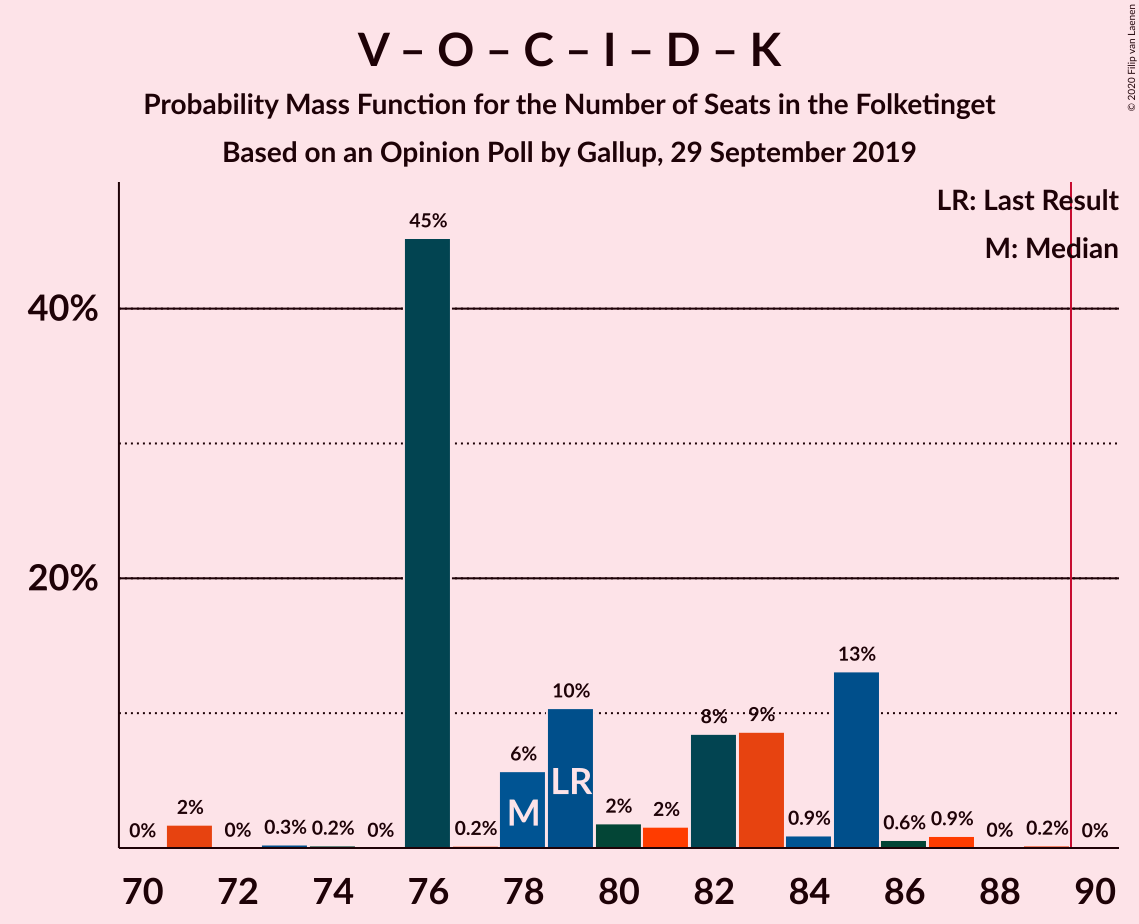 V – O – C – I – D – K
Probability Mass Function for the Number of Seats in the Folketinget
Based on an Opinion Poll by Gallup, 29 September 2019
© 2020 Filip van Laenen
LR: Last Result
M: Median
40%
20%
0% 2% 0% 0.3% 0.2% 0% 45% 0.2% 6% 10% 2% 2% 8% 9% 0.9% 13% 0.6% 0.9% 0% 0.2% 0%
M LR
70 72 74 76 78 80 82 84 86 88 90